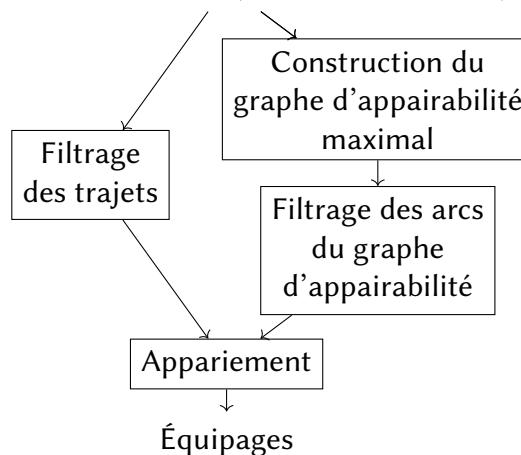 Construction du
graphe d'appairabilité
maximal
Filtrage
des trajets
Filtrage des arcs
du graphe
d'appairabilité
Appariement
Équipages